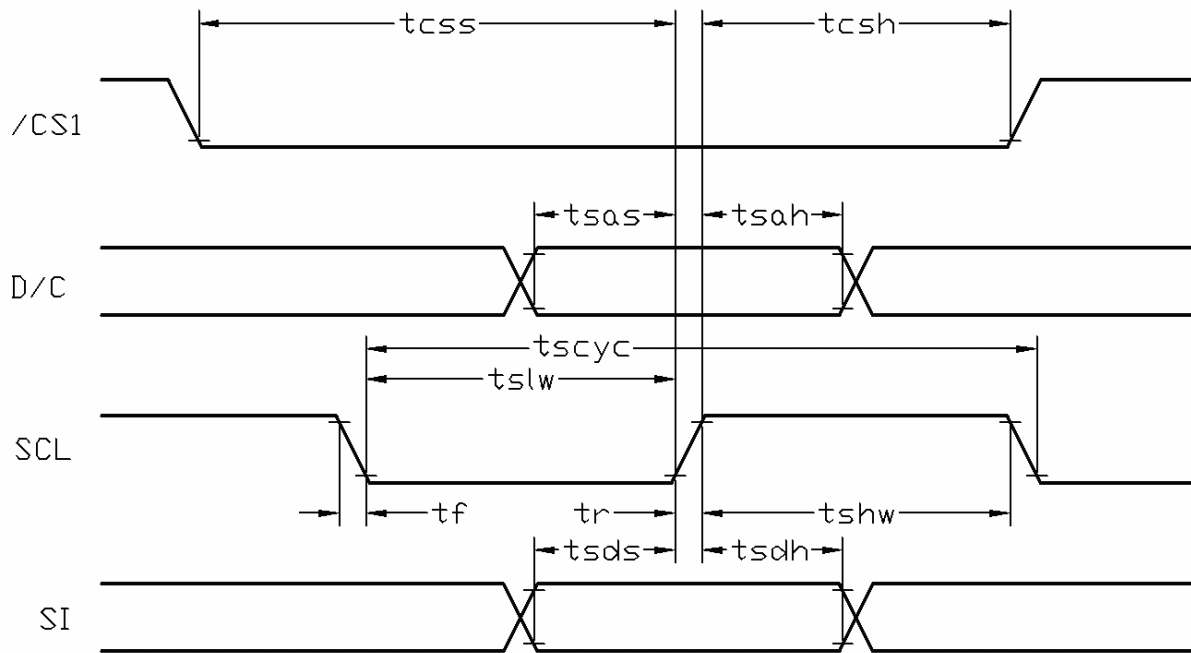 tcss tcsh
/CS1
tsas tsah
D/C
tscyc
tslw
SCL
tf tr tshw
tsds tsdh
SI